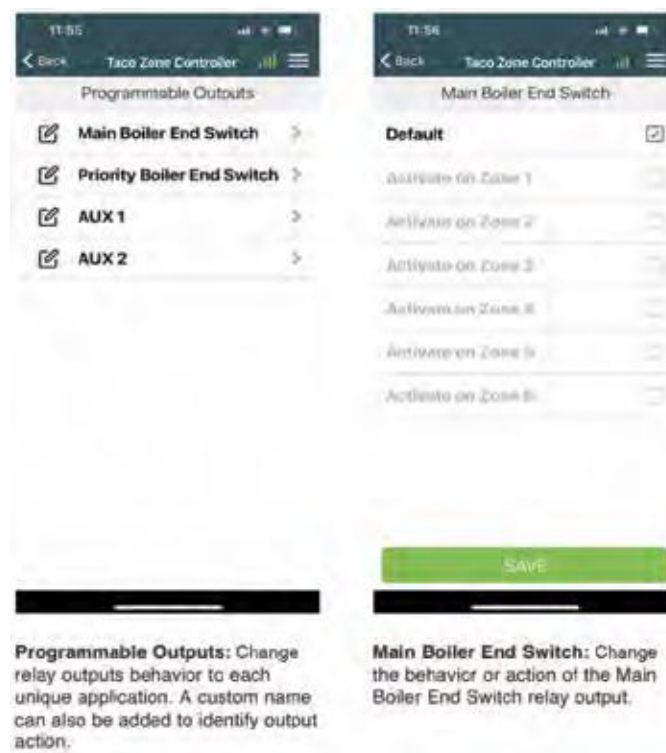 11:55
Back Taco Zone Controller
Programmable Outouts
Main Boiler End Switch
Priority Boiler End Switch
AUX 1
AUX 2
Programmable Outputs: Change
relay outputs behavior to each
unique application. A custom name
can also be added to identify output
action.
11:56
Back Taco Zone Controller
Main Boiler End Switch
Default
Activate on Zone 1
Activate on Zone 2
Activate on Zone 3
Activate on Zone 4
Activate on Zone 5
Activate on Zone 6
SAVE
Main Boiler End Switch: Change
the behavior or action of the Main
Boiler End Switch relay output.